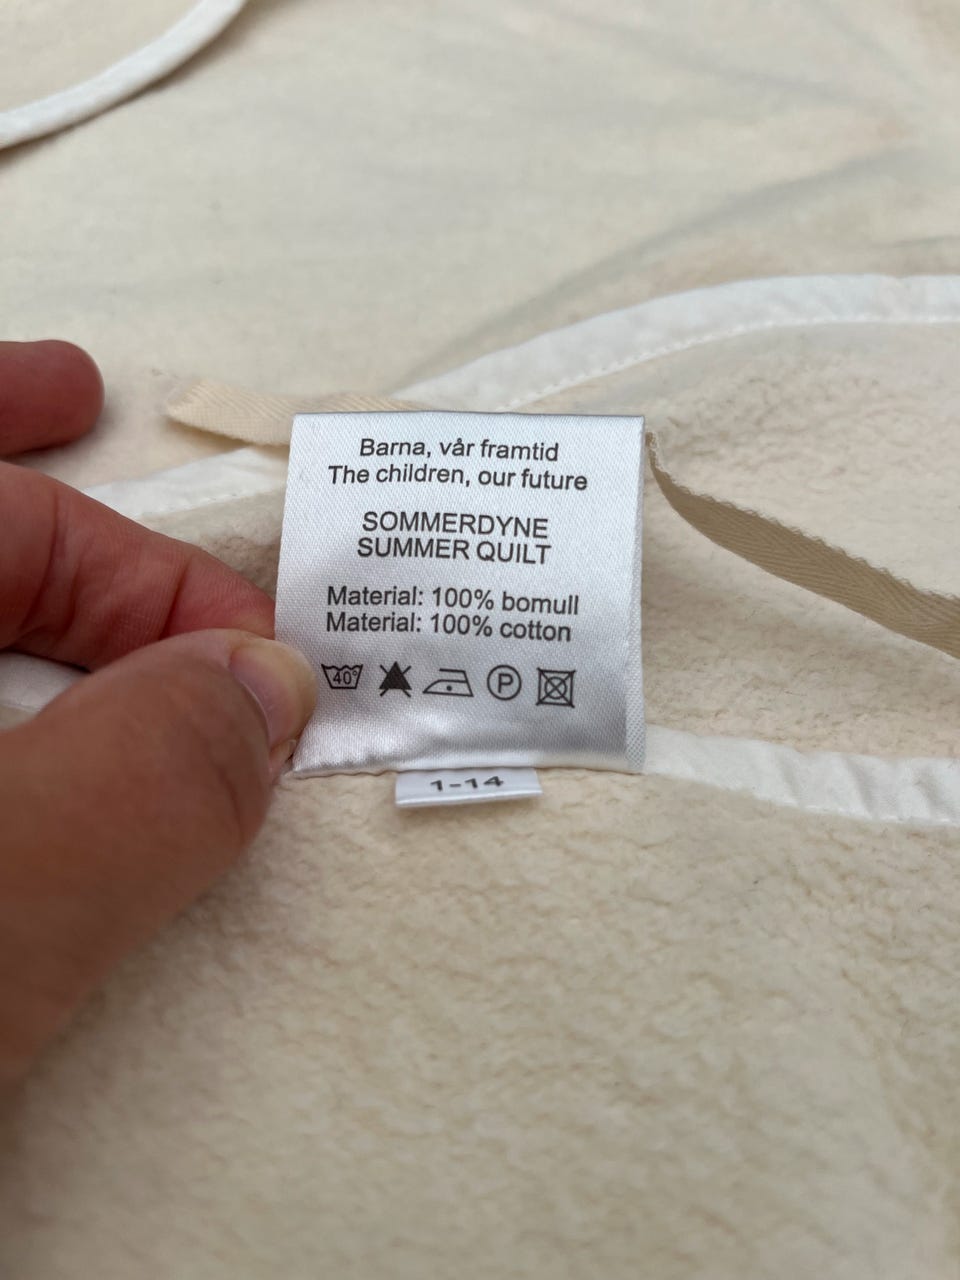 Barna, vår framtid
The children, our future
SOMMERDYNE
SUMMER QUILT
Material: 100% bomull
Material: 100% cotton
40° P
1-14